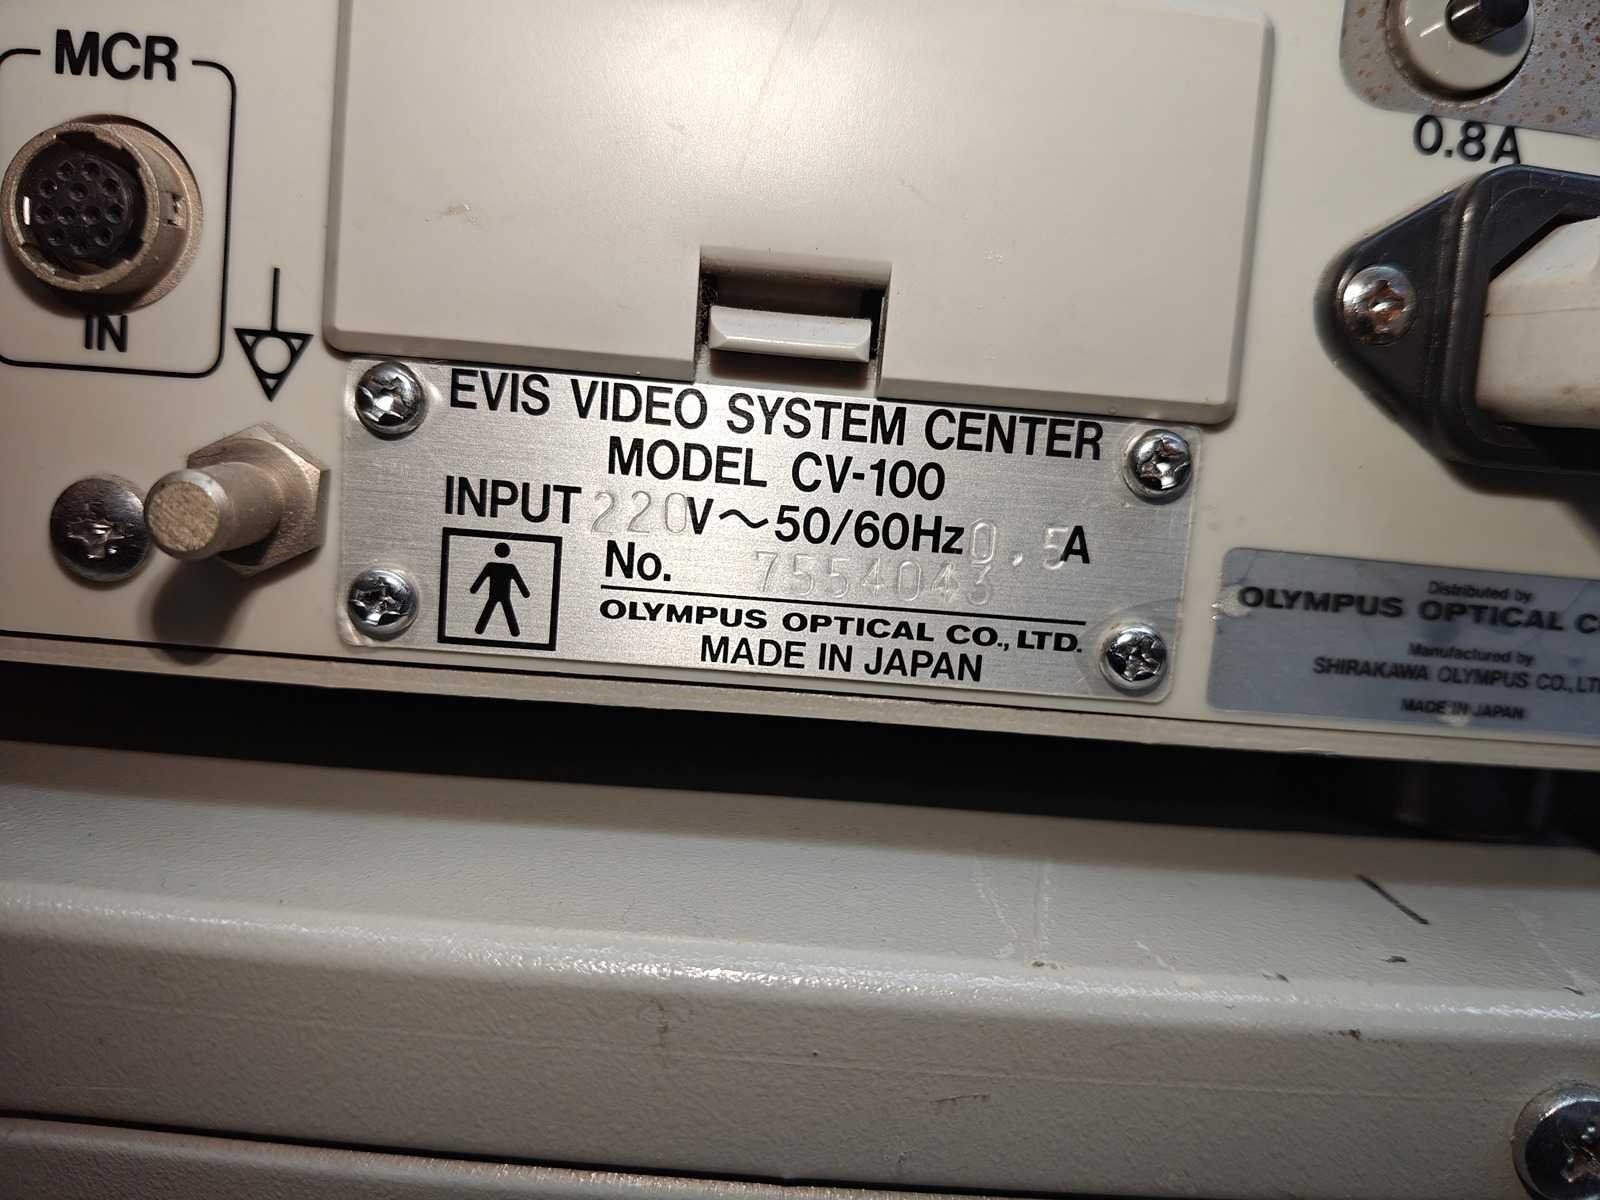 MCR
IN
0.8A
EVIS VIDEO SYSTEM CENTER
MODEL CV-100
INPUT 220V~50/60Hz 0.5A
No. 7554043
OLYMPUS OPTICAL CO., LTD.
MADE IN JAPAN
Distributed by
OLYMPUS OPTICAL C
Manufactured by
SHIRAKAWA OLYMPUS CO., LT
MADE IN JAPAN